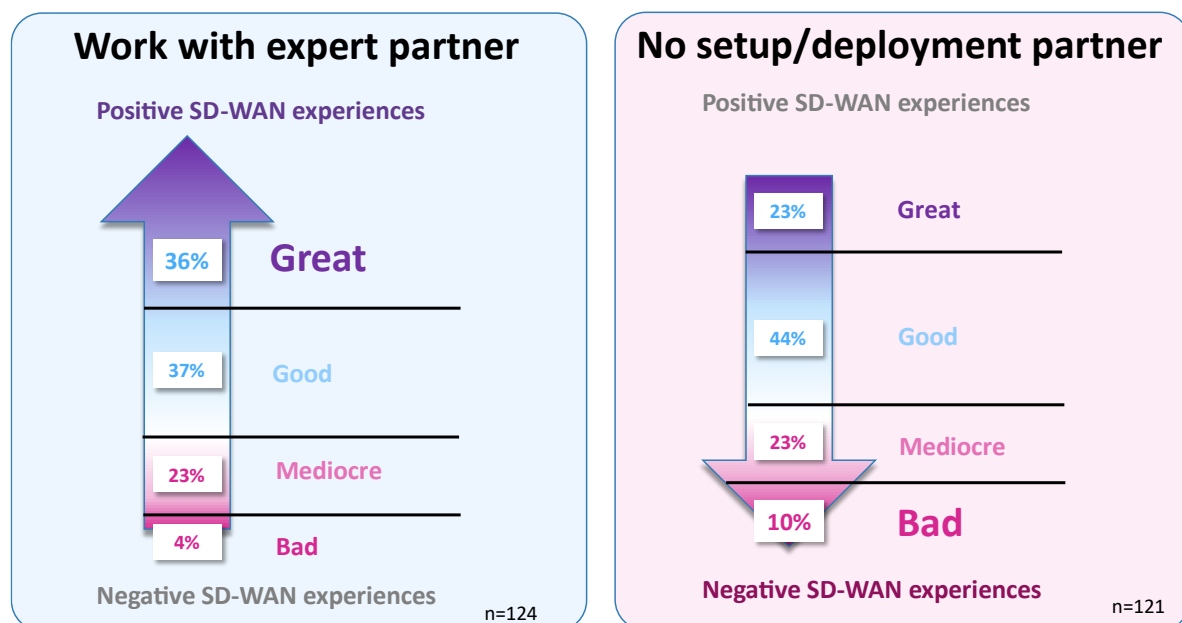 Work with expert partner
Positive SD-WAN experiences
36%
Great
37%
Good
23%
Mediocre
4%
Bad
Negative SD-WAN experiences
n=124
No setup/deployment partner
Positive SD-WAN experiences
23%
Great
44%
Good
23%
Mediocre
10%
Bad
Negative SD-WAN experiences
n=121